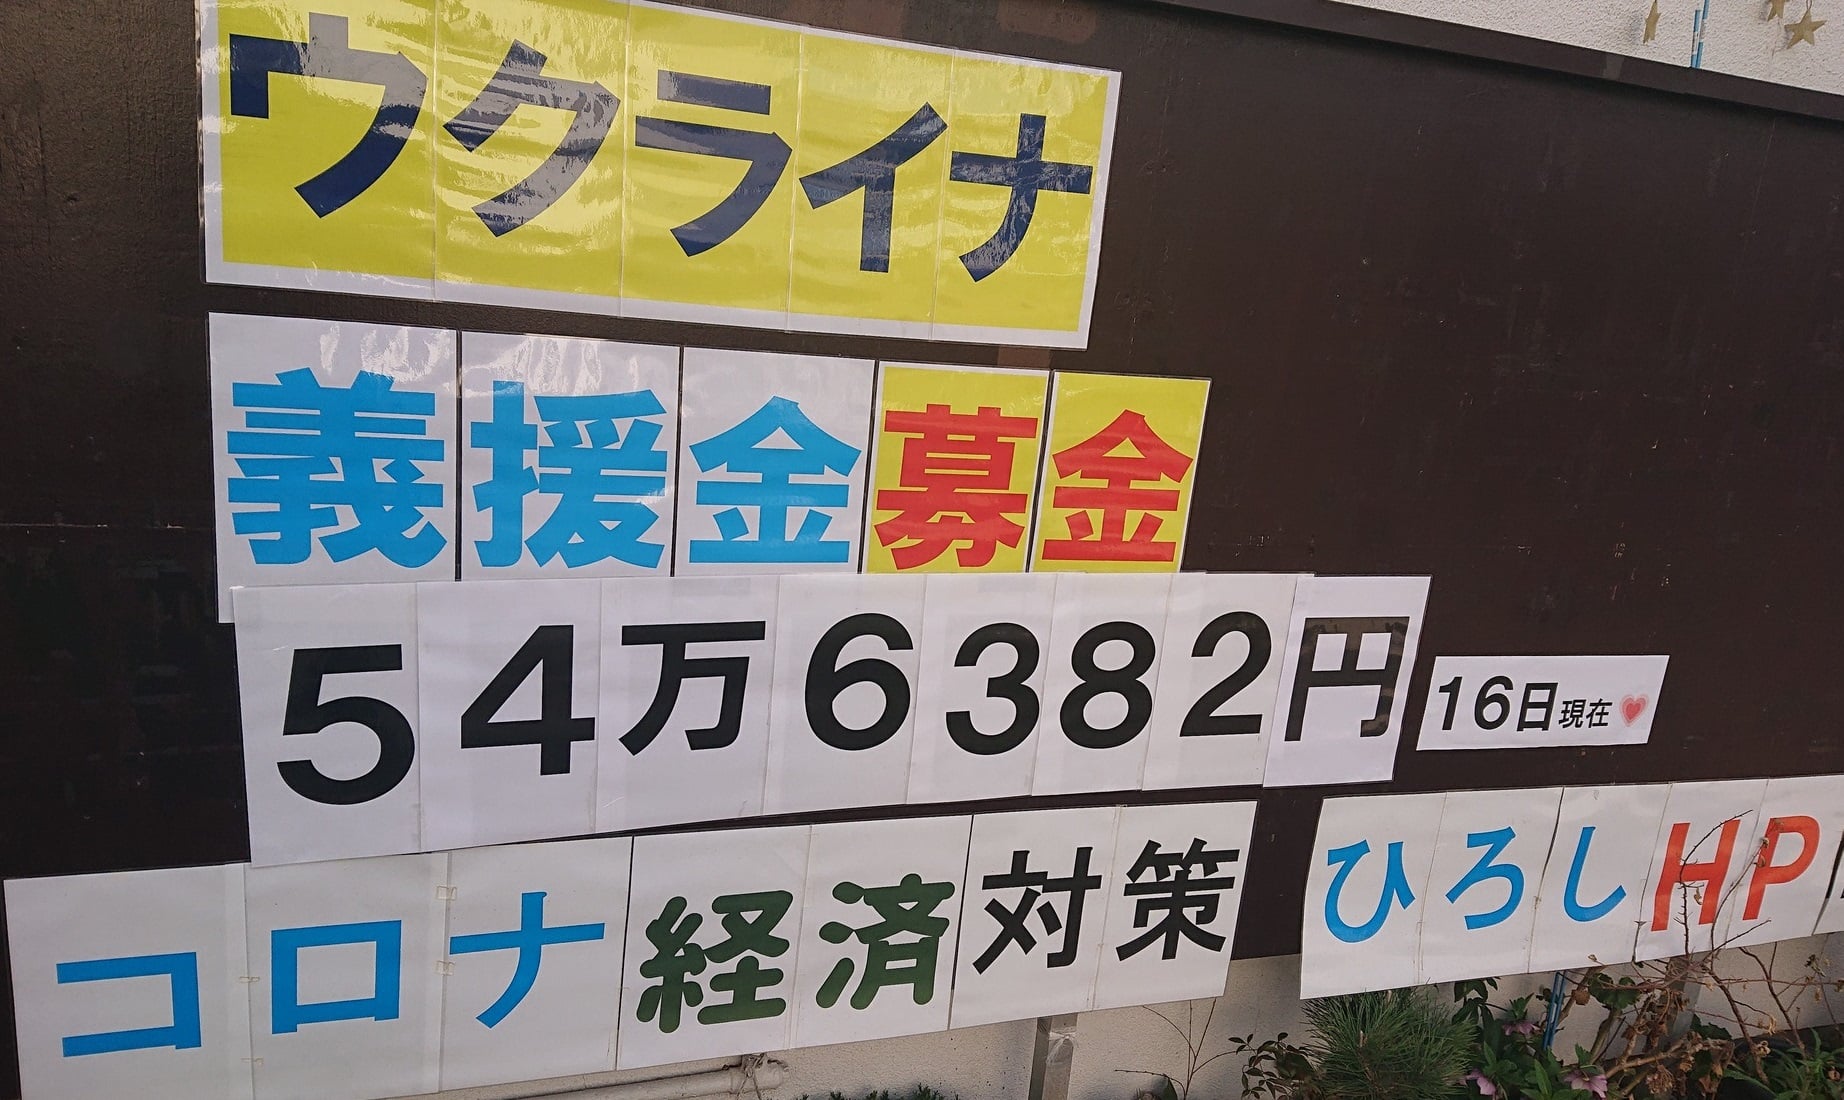 ウクライナ
義援金募金
54万6382円 16日現在
コロナ経済対策 ひろしHP